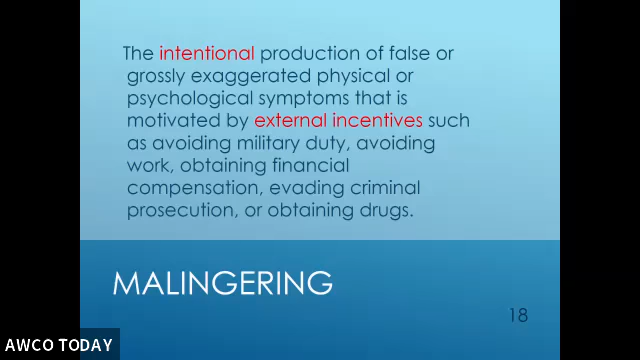 The intentional production of false or
grossly exaggerated physical or
psychological symptoms that is
motivated by external incentives such
as avoiding military duty, avoiding
work, obtaining financial
compensation, evading criminal
prosecution, or obtaining drugs.
MALINGERING
18
AWCO TODAY